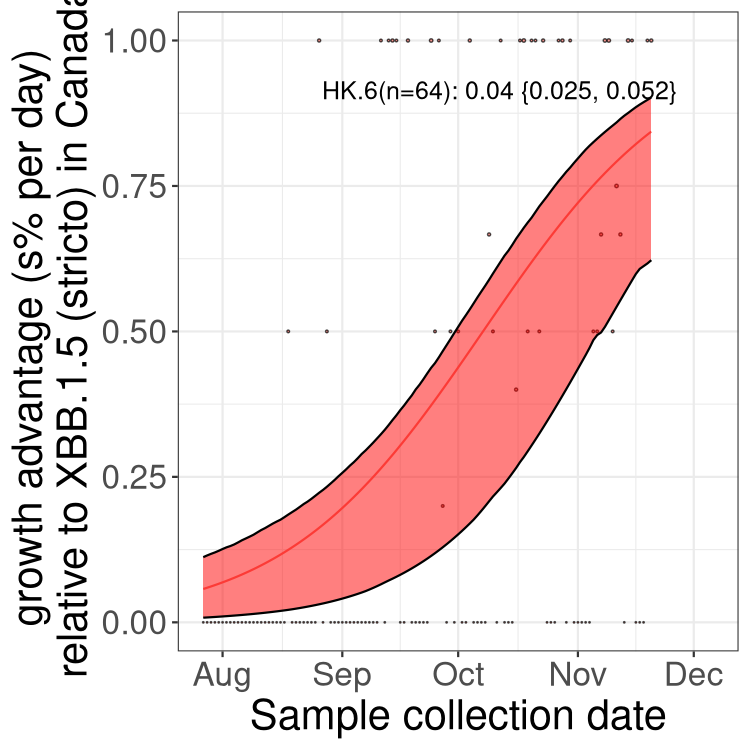 growth advantage (s% per day)
relative to XBB.1.5 (stricto) in Canada
1.00
HK.6(n=64): 0.04 {0.025, 0.052}
0.75
0.50
0.25
0.00
Aug Sep Oct Nov Dec
Sample collection date